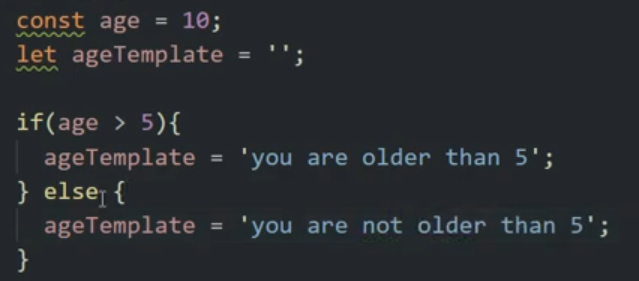 const age = 10;
let ageTemplate = '';
if(age > 5){
ageTemplate = 'you are older than 5';
} else {
ageTemplate = 'you are not older than 5';
}